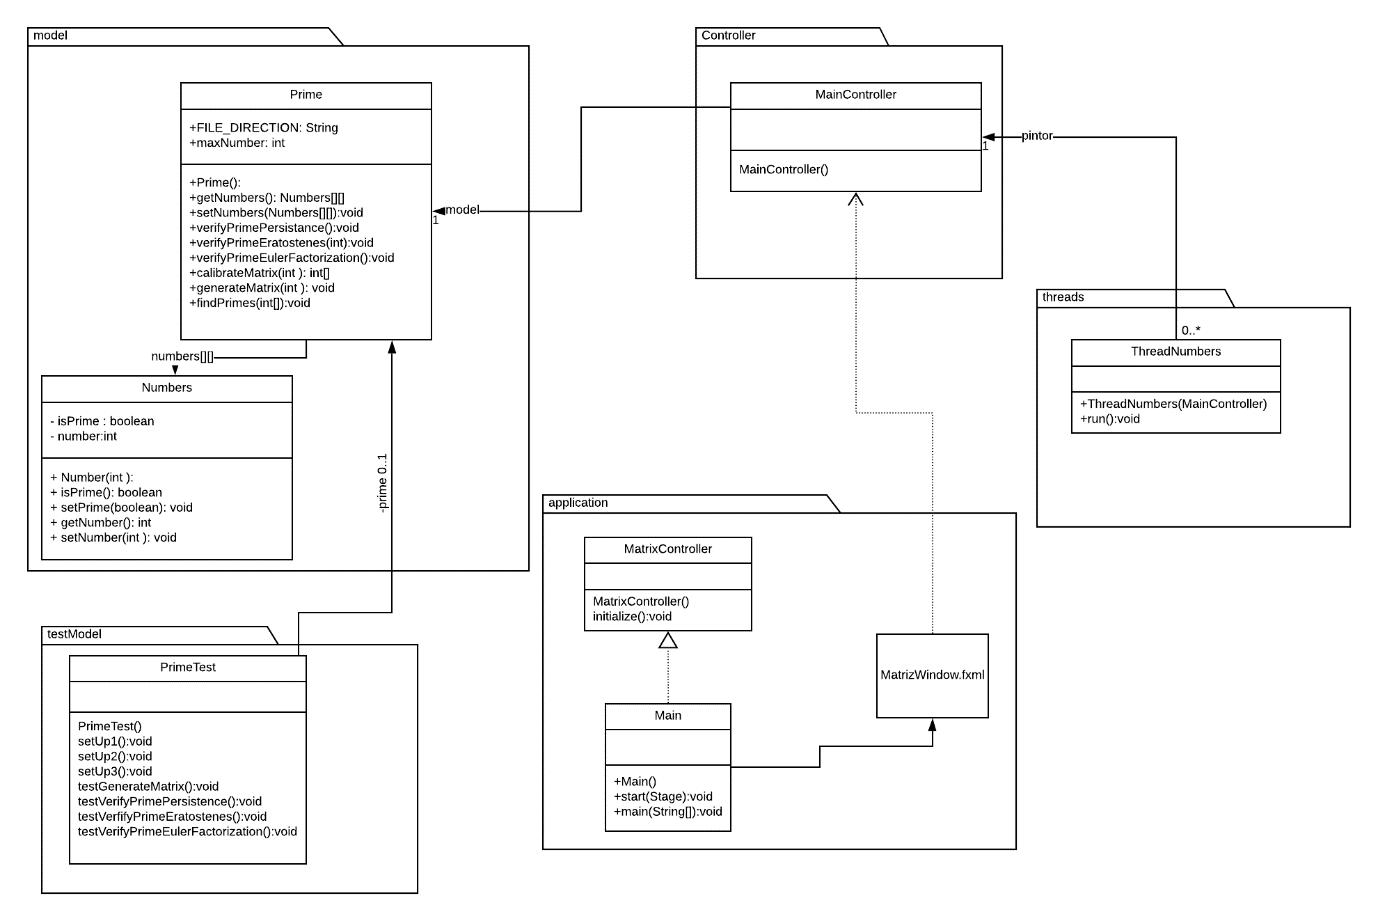 model
Prime
+FILE_DIRECTION: String
+maxNumber: int
+Prime():
+getNumbers(): Numbers[][]
+setNumbers(Numbers[][]):void
+verifyPrimePersistance():void
+verifyPrimeEratostenes(int):void
+verifyPrimeEulerFactorization():void
+calibrateMatrix(int ): int[]
+generateMatrix(int ): void
+findPrimes(int[]):void
numbers[][]
Numbers
- isPrime : boolean
- number:int
+ Number(int ):
+ isPrime(): boolean
+ setPrime(boolean): void
+ getNumber(): int
+ setNumber(int ): void
-prime 0..1
model
1
Controller
MainController
MainController()
pintor
1
threads
0..*
ThreadNumbers
+ThreadNumbers(MainController)
+run():void
application
MatrixController
MatrixController()
initialize():void
Main
+Main()
+start(Stage):void
+main(String[]):void
MatrizWindow.fxml
testModel
PrimeTest
PrimeTest()
setUp1():void
setUp2():void
setUp3():void
testGenerateMatrix():void
testVerifyPrimePersistence():void
testVerfifyPrimeEratostenes():void
testVerifyPrimeEulerFactorization():void